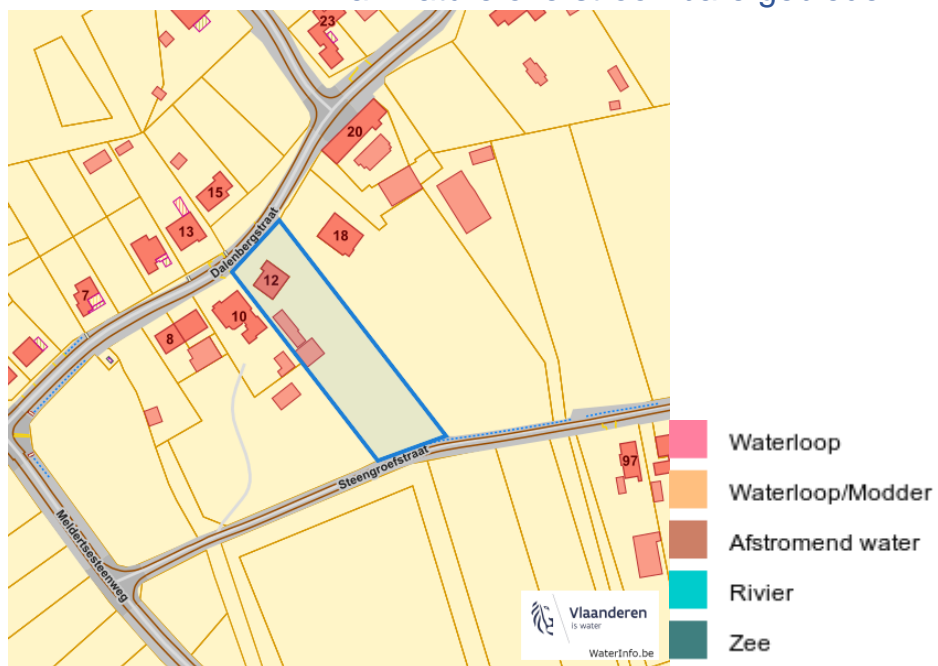 23
20
15
13
18
Dalenbergstraat
12
7
10
8
97
Steengroefstraat
Meldertsesteenweg
Waterloop
Waterloop/Modder
Afstromend water
Rivier
Zee
Vlaanderen
is water
WaterInfo.be